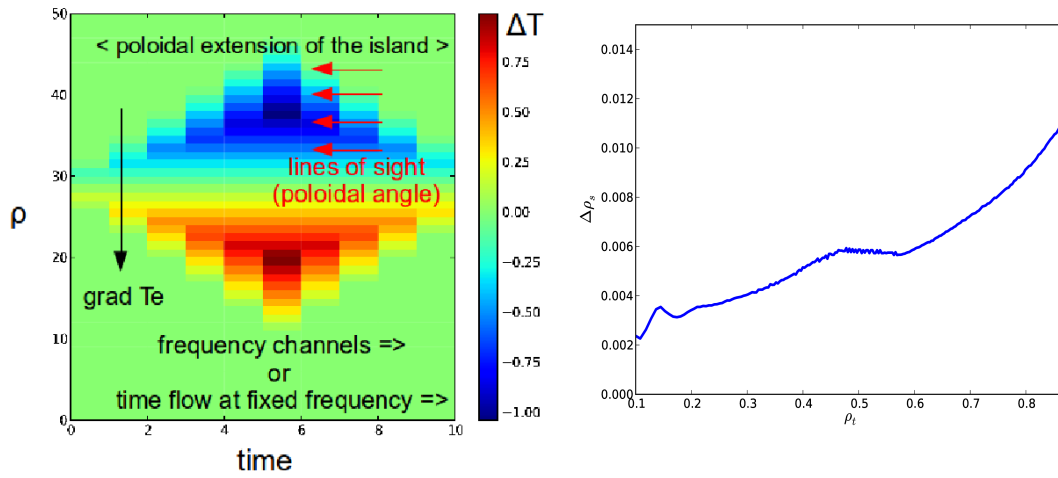 50
< poloidal extension of the island >
40
lines of sight
(poloidal angle)
30
ρ
20
grad Te
10
frequency channels =>
or
time flow at fixed frequency =>
0
0 2 4 6 8 10
time
ΔT
0.75
0.50
0.25
0.00
−0.25
−0.50
−0.75
−1.00
0.014
0.012
0.010
0.008
0.006
0.004
0.002
0.000
Δρs
0.1 0.2 0.3 0.4 0.5 0.6 0.7 0.8
ρt